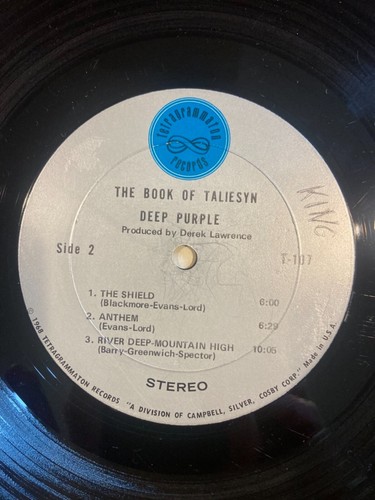 tetragrammaton
records
THE BOOK OF TALIESYN
DEEP PURPLE
Produced by Derek Lawrence
KING
Side 2
T-107
1. THE SHIELD
(Blackmore-Evans-Lord) 6:00
2. ANTHEM
(Evans-Lord) 6:29
3. RIVER DEEP-MOUNTAIN HIGH
(Barry-Greenwich-Spector) 10:05
STEREO
© 1968 TETRAGRAMMATON RECORDS "A DIVISION OF CAMPBELL, SILVER, COSBY CORP." Made in U.S.A.